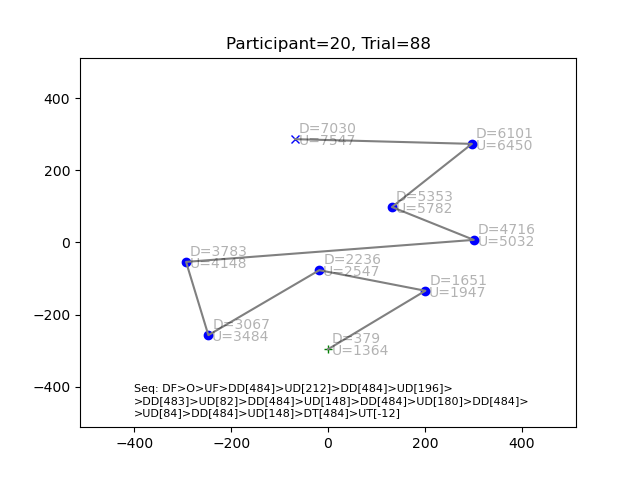 Participant=20, Trial=88
400
200
0
−200
−400
D=7030
U=7547
D=6101
U=6450
D=5353
U=5782
D=4716
U=5032
D=3783
U=4148
D=2236
U=2547
D=1651
U=1947
D=3067
U=3484
D=379
U=1364
Seq: DF>O>UF>DD[484]>UD[212]>DD[484]>UD[196]>
>DD[483]>UD[82]>DD[484]>UD[148]>DD[484]>UD[180]>DD[484]>
>UD[84]>DD[484]>UD[148]>DT[484]>UT[-12]
−400 −200 0 200 400